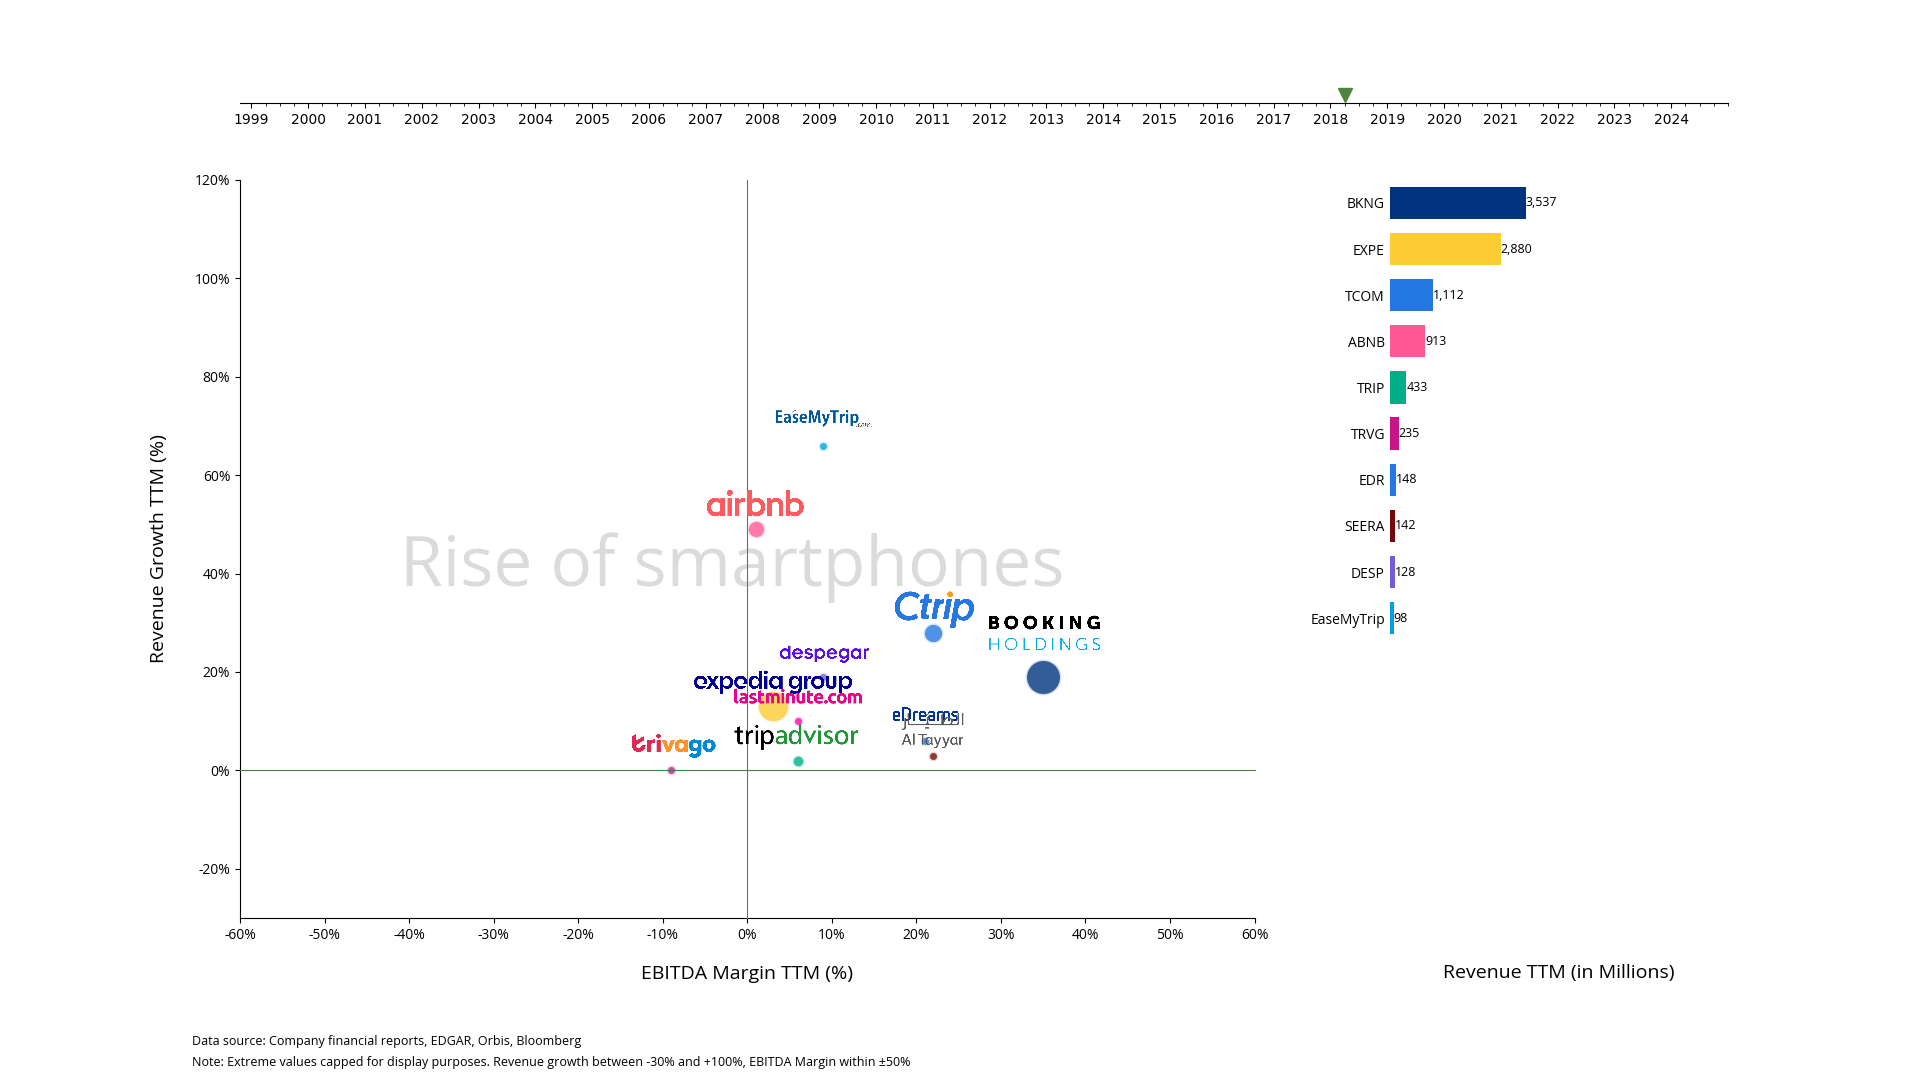 1999 2000 2001 2002 2003 2004 2005 2006 2007 2008 2009 2010 2011 2012 2013 2014 2015 2016 2017 2018 2019 2020 2021 2022 2023 2024
120%
100%
80%
60%
40%
20%
0%
-20%
Revenue Growth TTM (%)
Rise of smartphones
EaseMyTrip.com
airbnb
Ctrip
BOOKING
HOLDINGS
despegar
expedia group
lastminute.com
eDreams
tripadvisor
Al Tayyar
trivago
-60% -50% -40% -30% -20% -10% 0% 10% 20% 30% 40% 50% 60%
EBITDA Margin TTM (%)
BKNG 3,537
EXPE 2,880
TCOM 1,112
ABNB 913
TRIP 433
TRVG 235
EDR 148
SEERA 142
DESP 128
EaseMyTrip 98
Revenue TTM (in Millions)
Data source: Company financial reports, EDGAR, Orbis, Bloomberg
Note: Extreme values capped for display purposes. Revenue growth between -30% and +100%, EBITDA Margin within ±50%